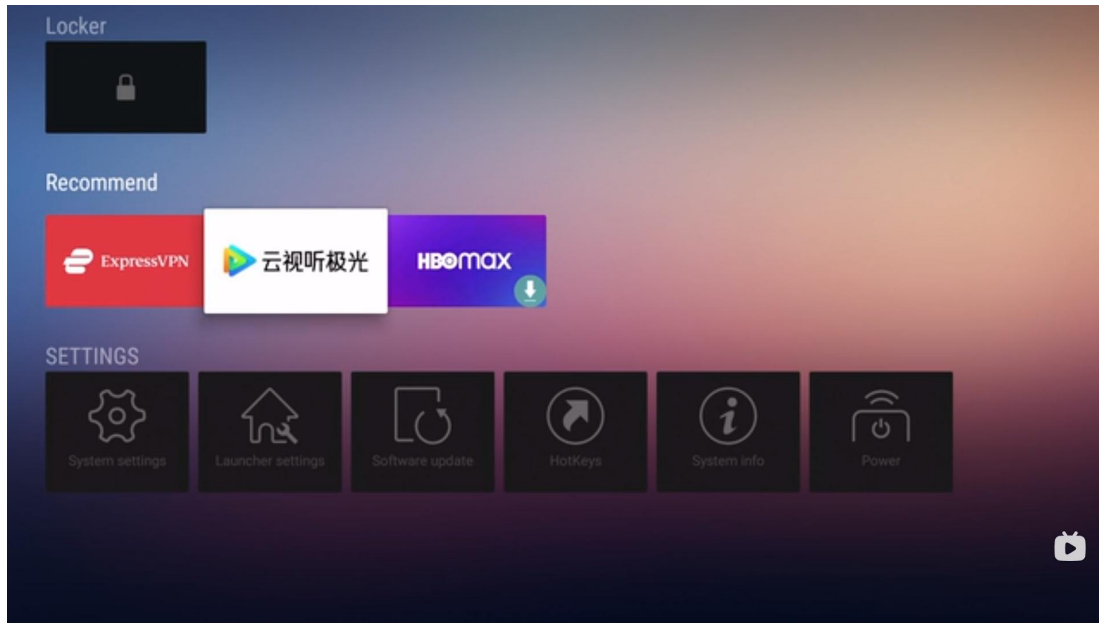 Locker
Recommend
ExpressVPN
云视听极光
HBOmax
SETTINGS
System settings
Launcher settings
Software update
HotKeys
System info
Power